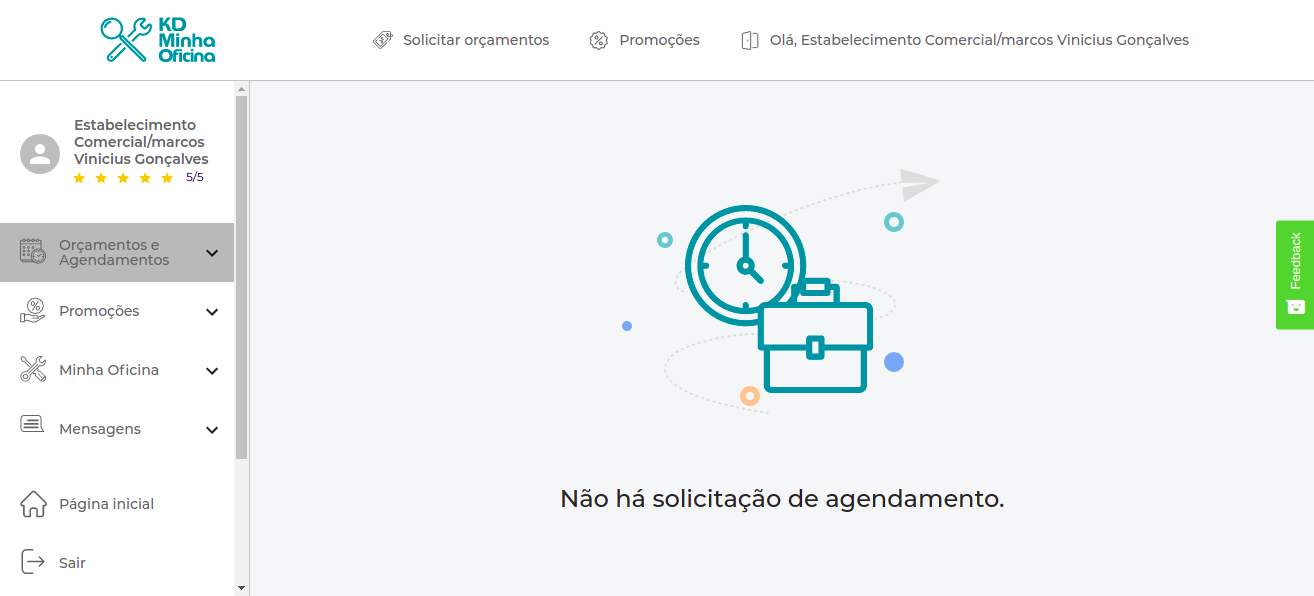 KD
Minha
Oficina
Solicitar orçamentos
Promoções
Olá, Estabelecimento Comercial/marcos Vinicius Gonçalves
Estabelecimento
Comercial/marcos
Vinicius Gonçalves
5/5
Orçamentos e
Agendamentos
Promoções
Minha Oficina
Mensagens
Página inicial
Sair
Não há solicitação de agendamento.
Feedback